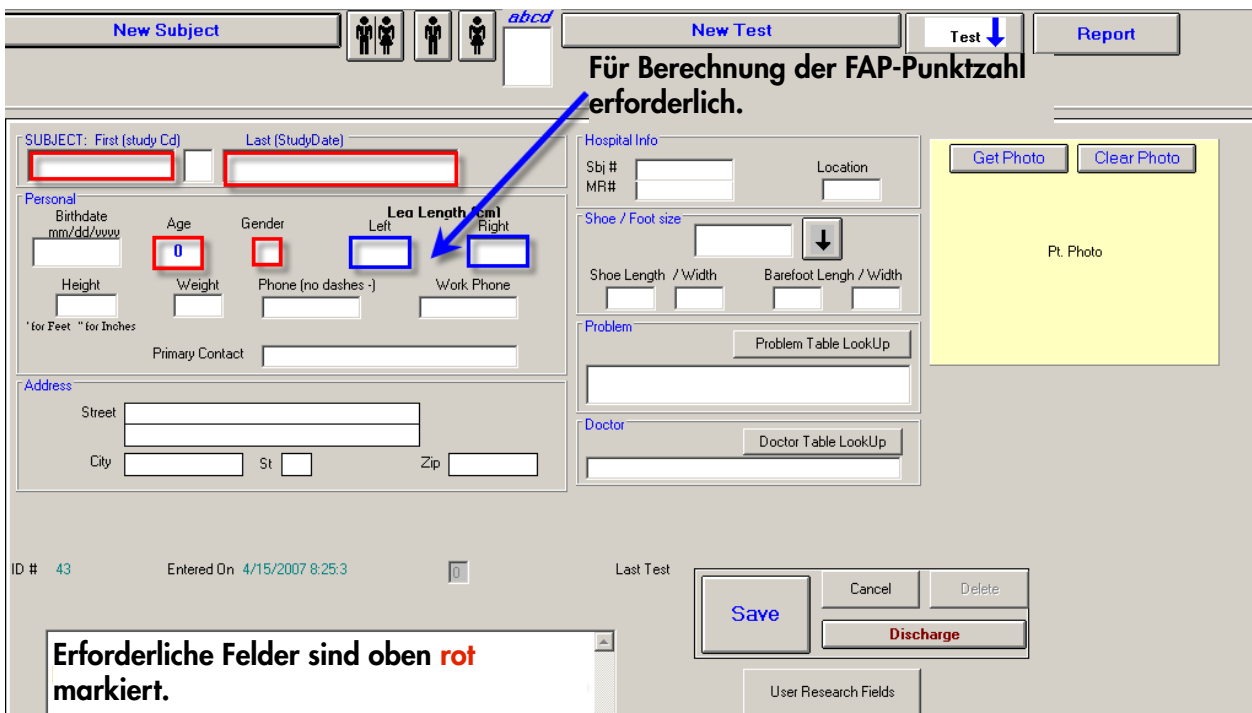 New Subject
abcd
New Test
Test
Report
Für Berechnung der FAP-Punktzahl
erforderlich.
SUBJECT: First (study Cd)
Last (StudyDate)
Personal
Birthdate
mm/dd/yyyy
Age
0
Gender
Leg Length (cm)
Left
Right
Height
Weight
Phone (no dashes -)
Work Phone
' for Feet " for Inches
Primary Contact
Address
Street
City
St
Zip
Hospital Info
Sbj #
MR#
Location
Shoe / Foot size
Shoe Length / Width
Barefoot Lengh / Width
Problem
Problem Table LookUp
Doctor
Doctor Table LookUp
Get Photo
Clear Photo
Pt. Photo
ID # 43
Entered On 4/15/2007 8:25:3
0
Last Test
Save
Cancel
Delete
Discharge
User Research Fields
Erforderliche Felder sind oben rot
markiert.